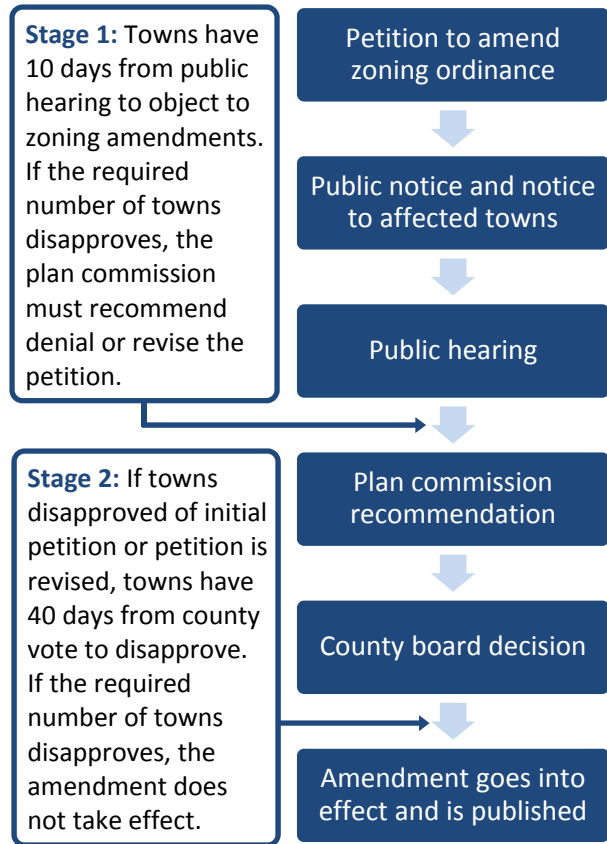 Stage 1: Towns have
10 days from public
hearing to object to
zoning amendments.
If the required
number of towns
disapproves, the
plan commission
must recommend
denial or revise the
petition.
Stage 2: If towns
disapproved of initial
petition or petition is
revised, towns have
40 days from county
vote to disapprove.
If the required
number of towns
disapproves, the
amendment does
not take effect.
Petition to amend
zoning ordinance
Public notice and notice
to affected towns
Public hearing
Plan commission
recommendation
County board decision
Amendment goes into
effect and is published